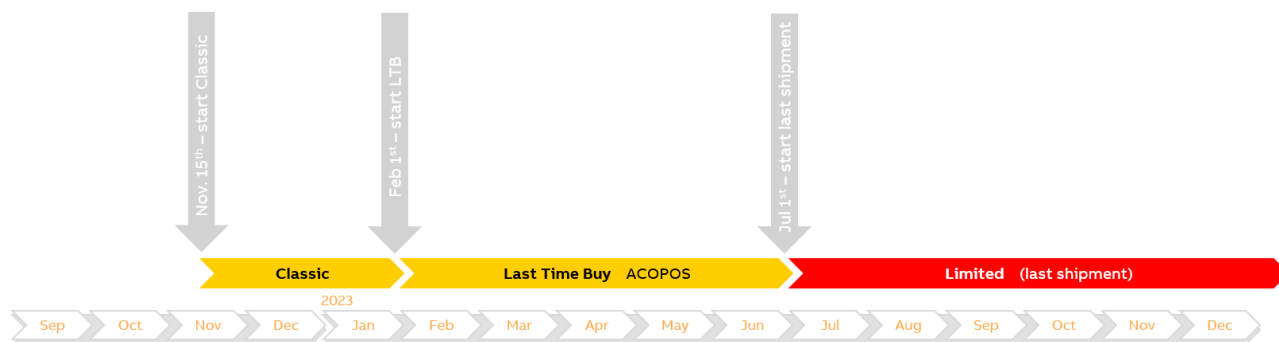 Nov. 15th – start Classic
Feb 1st – start LTB
Jul 1st – start last shipment
Classic
Last Time Buy ACOPOS
Limited (last shipment)
2023
Sep Oct Nov Dec Jan Feb Mar Apr May Jun Jul Aug Sep Oct Nov Dec